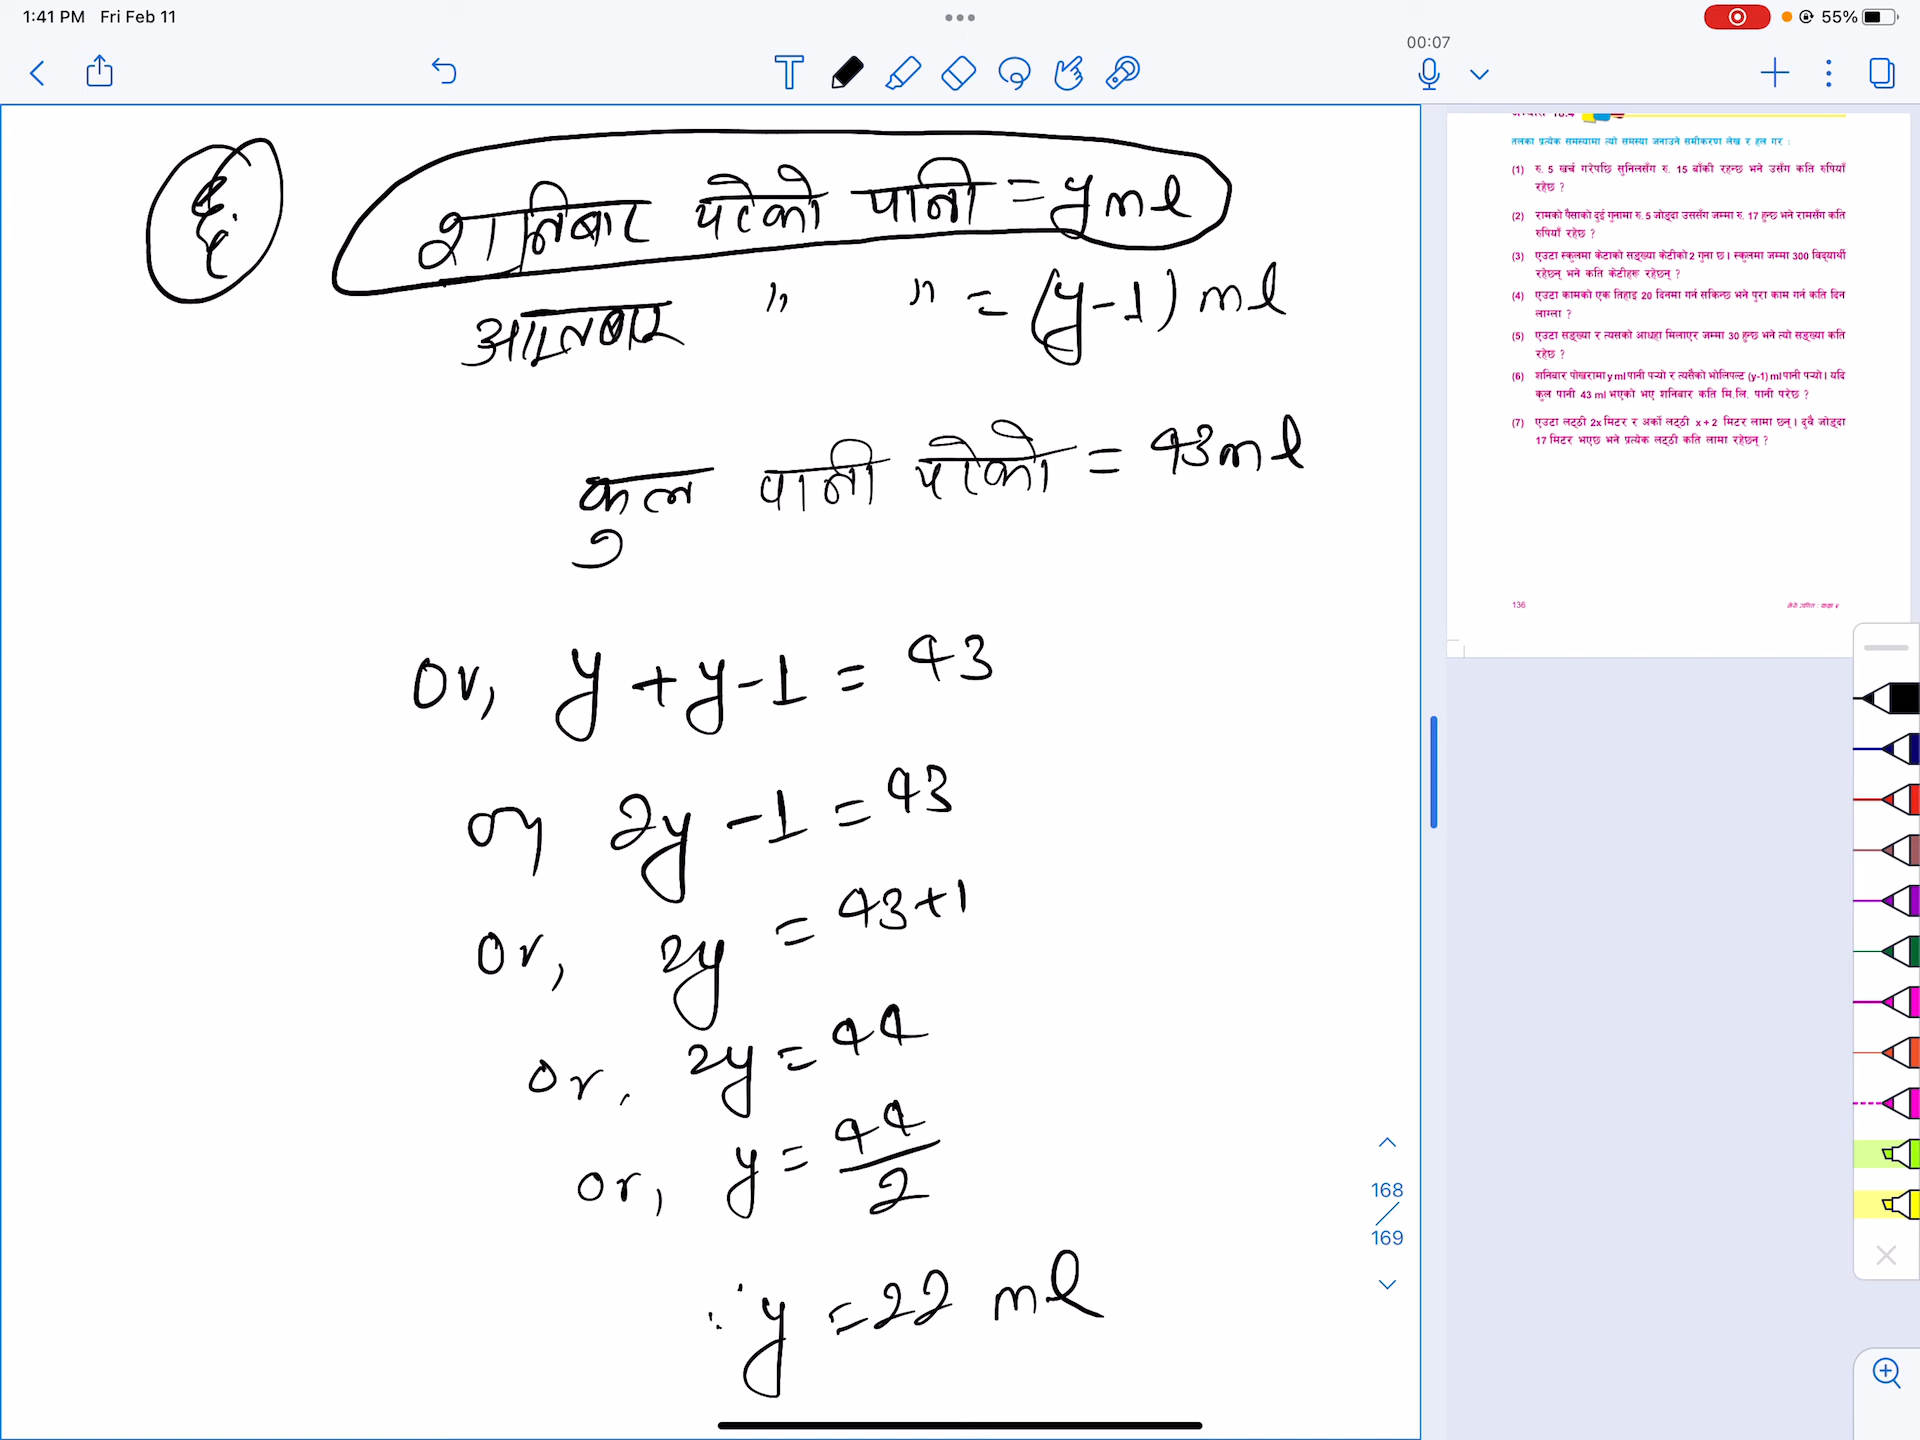 1:41 PM Fri Feb 11
55%
00:07
६.
शनिबार परेको पानी = y ml
आइतबार " " = (y-1) ml
कुल पानी परेको = 43 ml
or, y + y - 1 = 43
or, 2y - 1 = 43
or, 2y = 43+1
or, 2y = 44
or, y = 44/2
∴ y = 22 ml
168
/
169
तलका प्रत्येक समस्यामा त्यो समस्या जनाउने समीकरण लेख र हल गर :
(1) रु. 5 खर्च गरेपछि सुनिलसँग रु. 15 बाँकी रहन्छ भने उसँग कति रुपियाँ
रहेछ ?
(2) रामको पैसाको दुई गुनामा रु. 5 जोड्दा उससँग जम्मा रु. 17 हुन्छ भने रामसँग कति
रुपियाँ रहेछ ?
(3) एउटा स्कुलमा केटाको सङ्ख्या केटीको 2 गुना छ। स्कुलमा जम्मा 300 विद्यार्थी
रहेछन् भने कति केटीहरू रहेछन् ?
(4) एउटा कामको एक तिहाइ 20 दिनमा गर्न सकिन्छ भने पुरा काम गर्न कति दिन
लाग्ला ?
(5) एउटा सङ्ख्या र त्यसको आधहा मिलाएर जम्मा 30 हुन्छ भने त्यो सङ्ख्या कति
रहेछ ?
(6) शनिबार पोखरामा y ml पानी पऱ्यो र त्यसैको भोलिपल्ट (y-1) ml पानी पऱ्यो। यदि
कुल पानी 43 ml भएको भए शनिबार कति मि.लि. पानी परेछ ?
(7) एउटा लट्ठी 2x मिटर र अर्को लट्ठी x + 2 मिटर लामा छन्। दुवै जोड्दा
17 मिटर भएछ भने प्रत्येक लट्ठी कति लामा रहेछन् ?
136